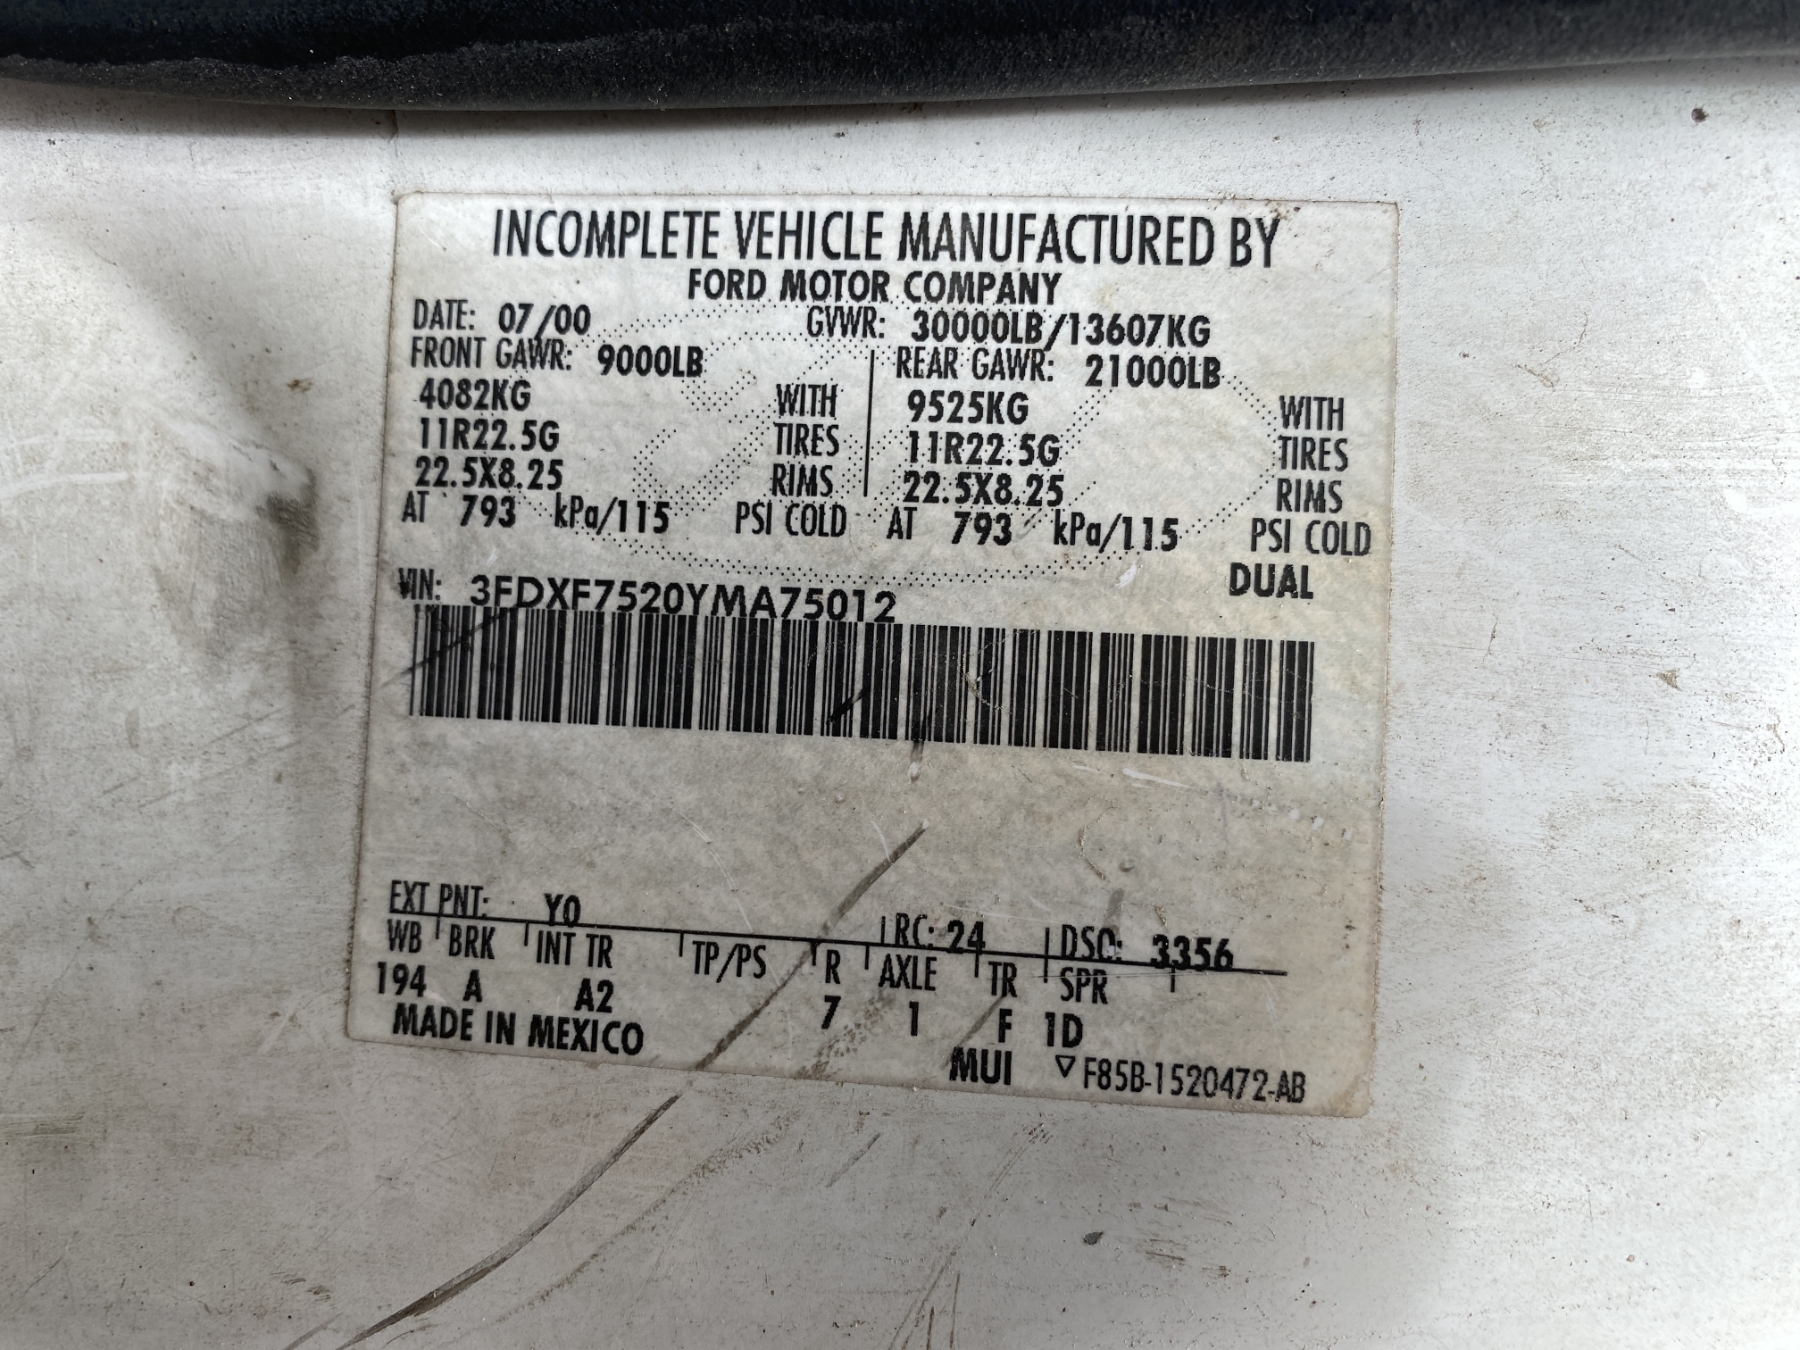 INCOMPLETE VEHICLE MANUFACTURED BY
FORD MOTOR COMPANY
DATE: 07/00 GVWR: 30000LB/13607KG
FRONT GAWR: 9000LB REAR GAWR: 21000LB
4082KG WITH 9525KG WITH
11R22.5G TIRES 11R22.5G TIRES
22.5X8.25 RIMS 22.5X8.25 RIMS
AT 793 kPa/115 PSI COLD AT 793 kPa/115 PSI COLD
DUAL
VIN: 3FDXF7520YMA75012
EXT PNT: Y0 RC: 24 DSO: 3356
WB BRK INT TR TP/PS R AXLE TR SPR
194 A A2 7 1 F 1D
MADE IN MEXICO
MUI ▽ F85B-1520472-AB